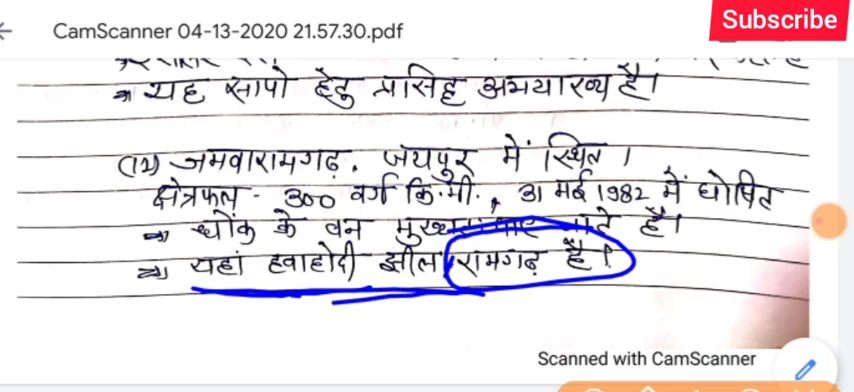 Subscribe
CamScanner 04-13-2020 21.57.30.pdf
⇒ यह सापो हेतु प्रसिद्ध अभयारण्य है।
(12) जमवारामगढ़. जयपुर में स्थित।
क्षेत्रफल - 300 वर्ग कि.मी., 31 मई 1982 में घोषित
⇒ धोंक के वन मुख्यतः पाए जाते है।
⇒ यहां हवाहोदी झील रामगढ़ है।
Scanned with CamScanner